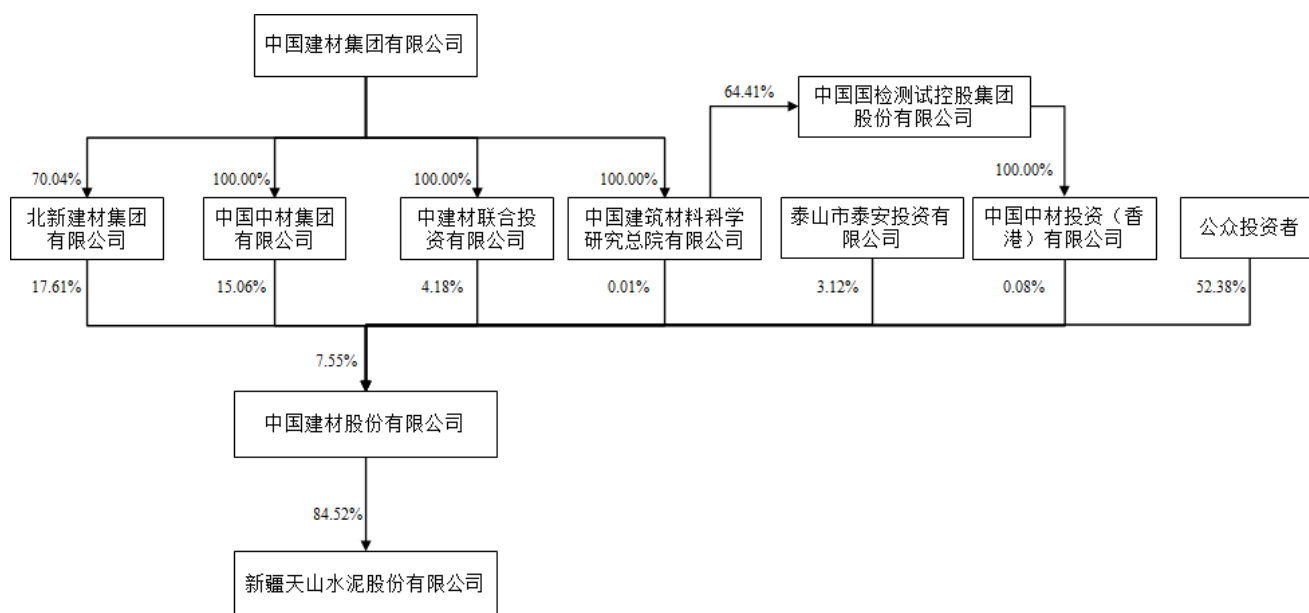 中国建材集团有限公司
64.41%
中国国检测试控股集团
股份有限公司
70.04%
100.00%
100.00%
100.00%
100.00%
北新建材集团
有限公司
中国中材集团
有限公司
中建材联合投
资有限公司
中国建筑材料科学
研究总院有限公司
泰山市泰安投资有
限公司
中国中材投资（香
港）有限公司
公众投资者
17.61%
15.06%
4.18%
0.01%
3.12%
0.08%
52.38%
7.55%
中国建材股份有限公司
84.52%
新疆天山水泥股份有限公司